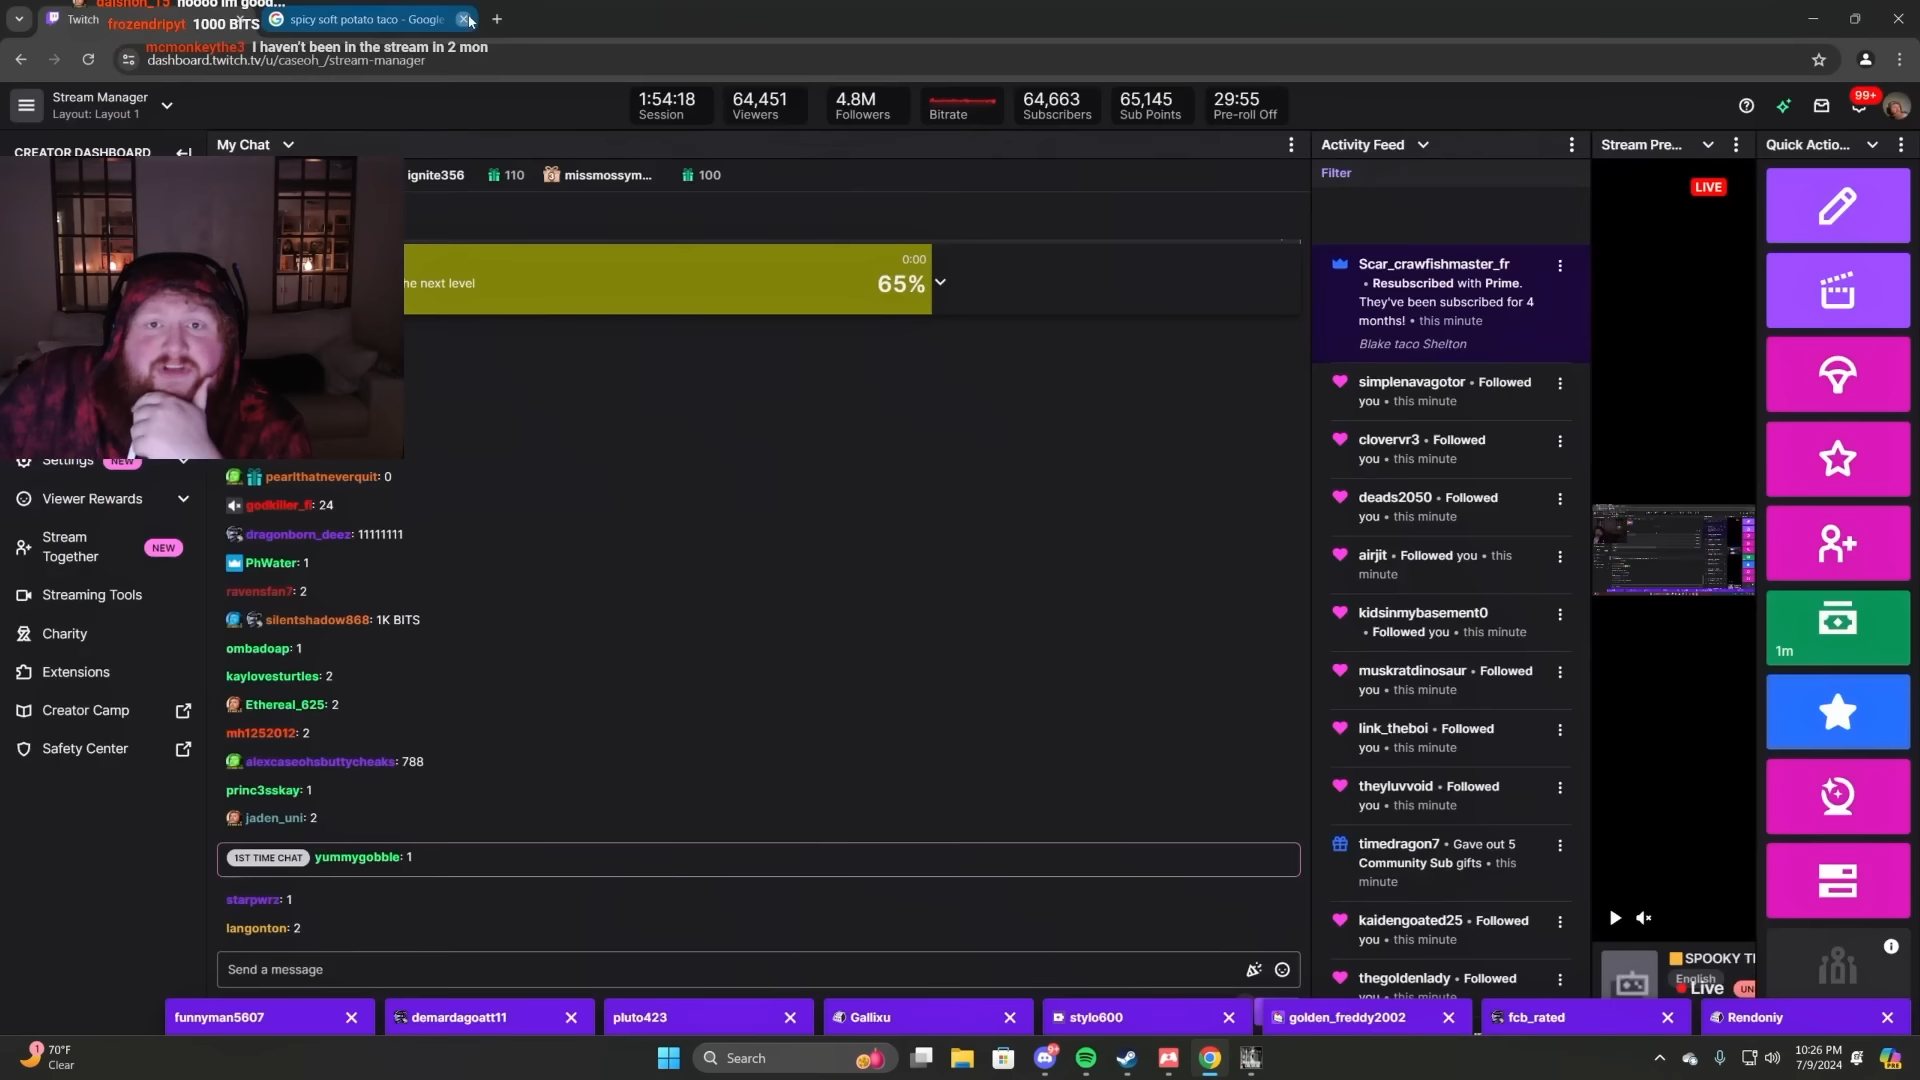 daishon_15 noooo im good...
Twitch
frozendripyt 1000 BITS
spicy soft potato taco - Google
mcmonkeythe3 I haven't been in the stream in 2 mon
dashboard.twitch.tv/u/caseoh_/stream-manager
Stream Manager
Layout: Layout 1
1:54:18
Session
64,451
Viewers
4.8M
Followers
Bitrate
64,663
Subscribers
65,145
Sub Points
29:55
Pre-roll Off
99+
CREATOR DASHBOARD
My Chat
Activity Feed
Stream Pre...
Quick Actio...
ignite356 110 missmossym... 100
Filter
LIVE
0:00
he next level
65%
Scar_crawfishmaster_fr
• Resubscribed with Prime.
They've been subscribed for 4
months! • this minute
Blake taco Shelton
simplenavagotor • Followed
you • this minute
clovervr3 • Followed
you • this minute
deads2050 • Followed
you • this minute
airjit • Followed you • this
minute
kidsinmybasement0
• Followed you • this minute
muskratdinosaur • Followed
you • this minute
link_theboi • Followed
you • this minute
theyluvvoid • Followed
you • this minute
timedragon7 • Gave out 5
Community Sub gifts • this
minute
kaidengoated25 • Followed
you • this minute
thegoldenlady • Followed
you • this minute
Settings NEW
Viewer Rewards
Stream
Together
NEW
Streaming Tools
Charity
Extensions
Creator Camp
Safety Center
pearlthatneverquit: 0
godkiller_fl: 24
dragonborn_deez: 11111111
PhWater: 1
ravensfan7: 2
silentshadow868: 1K BITS
ombadoap: 1
kaylovesturtles: 2
Ethereal_625: 2
mh1252012: 2
alexcaseohsbuttycheaks: 788
princ3sskay: 1
jaden_uni: 2
1ST TIME CHAT yummygobble: 1
starpwrz: 1
langonton: 2
Send a message
1m
SPOOKY TI
English
Live
UN
funnyman5607
demardagoatt11
pluto423
Gallixu
stylo600
golden_freddy2002
fcb_rated
Rendoniy
1
70°F
Clear
Search
9+
10:26 PM
7/9/2024
PRE